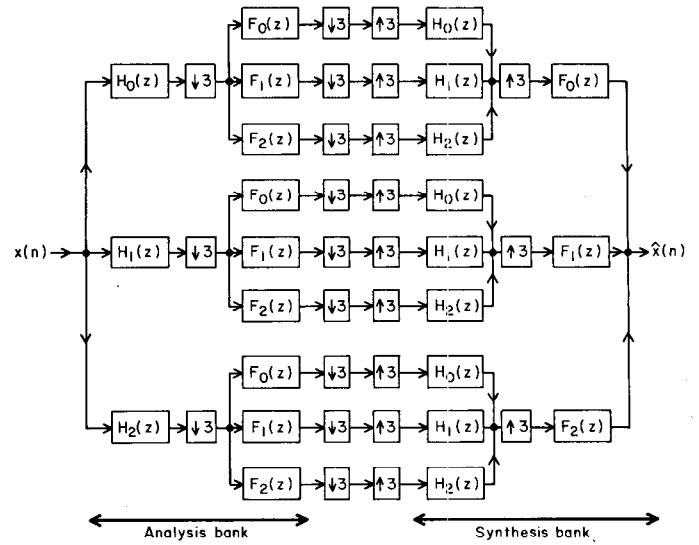 F₀(z) ↓3 ↑3 H₀(z)
H₀(z) ↓3 F₁(z) ↓3 ↑3 H₁(z) ↑3 F₀(z)
F₂(z) ↓3 ↑3 H₂(z)
F₀(z) ↓3 ↑3 H₀(z)
x(n) H₁(z) ↓3 F₁(z) ↓3 ↑3 H₁(z) ↑3 F₁(z) x̂(n)
F₂(z) ↓3 ↑3 H₂(z)
F₀(z) ↓3 ↑3 H₀(z)
H₂(z) ↓3 F₁(z) ↓3 ↑3 H₁(z) ↑3 F₂(z)
F₂(z) ↓3 ↑3 H₂(z)
Analysis bank Synthesis bank